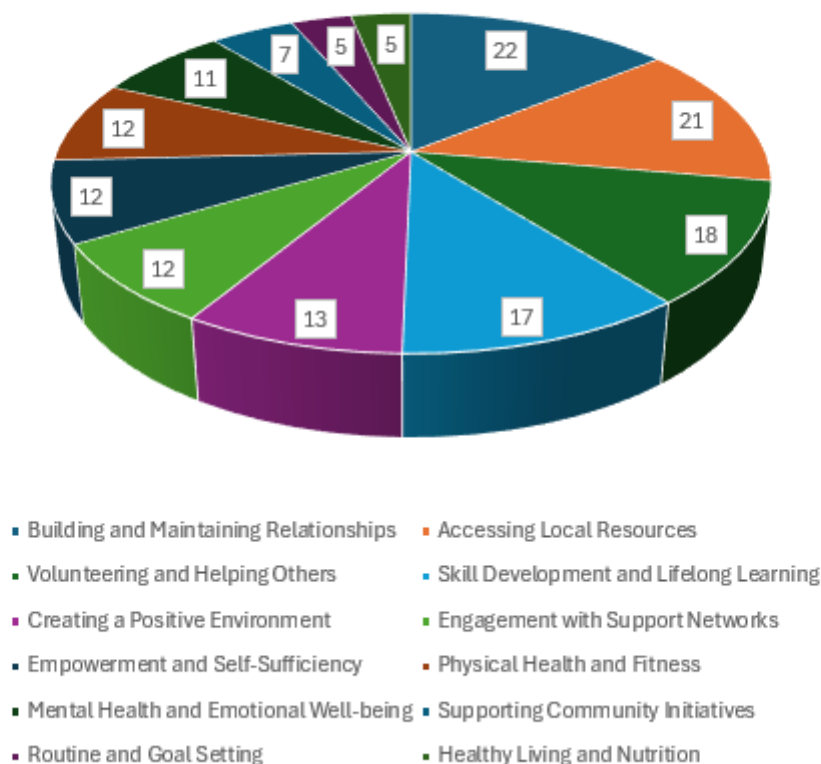 5
5
7
22
11
21
12
12
18
12
13
17
Building and Maintaining Relationships
Accessing Local Resources
Volunteering and Helping Others
Skill Development and Lifelong Learning
Creating a Positive Environment
Engagement with Support Networks
Empowerment and Self-Sufficiency
Physical Health and Fitness
Mental Health and Emotional Well-being
Supporting Community Initiatives
Routine and Goal Setting
Healthy Living and Nutrition